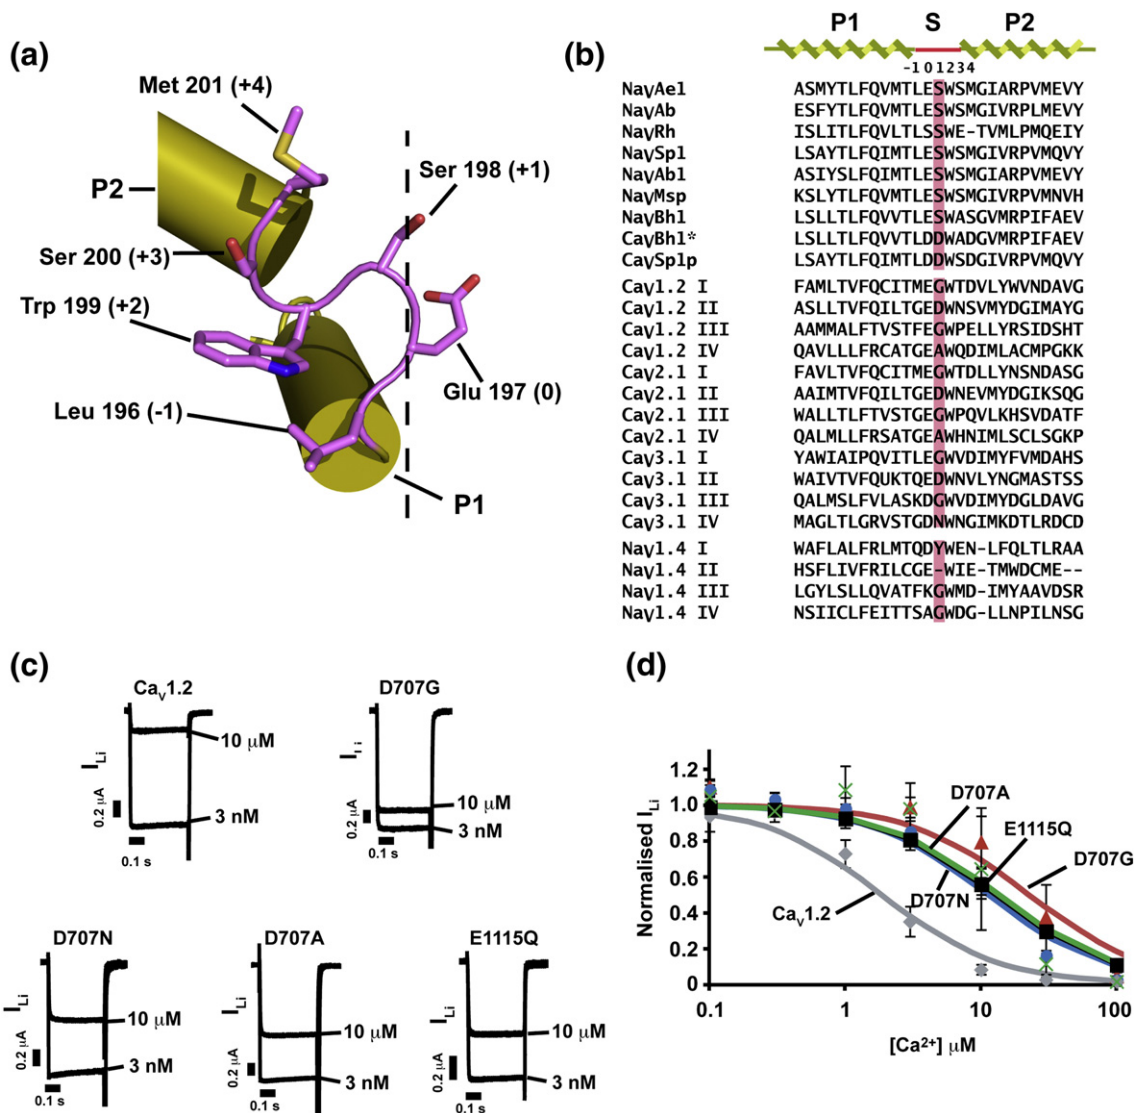 (a)
Met 201 (+4)
P2
Ser 198 (+1)
Ser 200 (+3)
Trp 199 (+2)
Glu 197 (0)
Leu 196 (-1)
P1
(b)
P1 S P2
-1 0 1 2 3 4
NaVAe1 ASMYTLFQVMTLESWSMGIARPVMEVY
NaVAb ESFYTLFQVMTLESWSMGIVRPLMEVY
NaVRh ISLITLFQVLTLSSWE-TVMLPMQEIY
NaVSp1 LSAYTLFQIMTLESWSMGIVRPVMQVY
NaVAb1 ASIYSLFQIMTLESWSMGIVRPVMEVY
NaVMsp KSLYTLFQVMTLESWSMGIVRPVMNVH
NaVBh1 LSLLTLFQVVTLESWASGVMRPIFAEV
CaVBh1* LSLLTLFQVVTLDDWADGVMRPIFAEV
CaVSp1p LSAYTLFQIMTLDDWSDGIVRPVMQVY
CaV1.2 I FAMLTVFQCITMEGWTDVLYWVNDAVG
CaV1.2 II ASLLTVFQILTGEDWNSVMYDGIMAYG
CaV1.2 III AAMMALFTVSTFEGWPELLYRSIDSHT
CaV1.2 IV QAVLLLFRCATGEAWQDIMLACMPGKK
CaV2.1 I FAVLTVFQCITMEGWTDLLYNSNDASG
CaV2.1 II AAIMTVFQILTGEDWNEVMYDGIKSQG
CaV2.1 III WALLTLFTVSTGEGWPQVLKHSVDATF
CaV2.1 IV QALMLLFRSATGEAWHNIMLSCLSGKP
CaV3.1 I YAWIAIPQVITLEGWVDIMYFVMDAHS
CaV3.1 II WAIVTVFQUKTQEDWNVLYNGMASTSS
CaV3.1 III QALMSLFVLASKDGWVDIMYDGLDAVG
CaV3.1 IV MAGLTLGRVSTGDNWNGIMKDTLRDCD
NaV1.4 I WAFLALFRLMTQDYWEN-LFQLTLRAA
NaV1.4 II HSFLIVFRILCGE-WIE-TMWDCME--
NaV1.4 III LGYLSLLQVATFKGWMD-IMYAAVDSR
NaV1.4 IV NSIICLFEITTSAGWDG-LLNPILNSG
(c)
CaV1.2
ILi
10 μM
3 nM
0.2 μA
0.1 s
D707G
ILi
10 μM
3 nM
0.2 μA
0.1 s
D707N
ILi
10 μM
3 nM
0.2 μA
0.1 s
D707A
ILi
10 μM
3 nM
0.2 μA
0.1 s
E1115Q
ILi
10 μM
3 nM
0.2 μA
0.1 s
(d)
Normalised ILi
1.2
1.0
0.8
0.6
0.4
0.2
0
D707A
E1115Q
D707G
D707N
CaV1.2
0.1 1 10 100
[Ca2+] μM